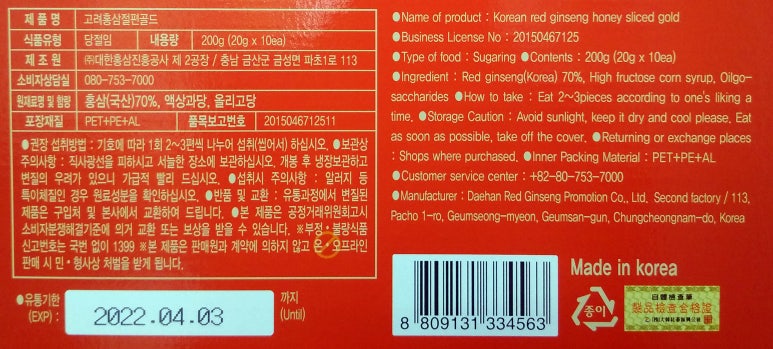 제 품 명 고려홍삼절편골드
식품유형 당절임 내용량 200g (20g x 10ea)
제 조 원 ㈜대한홍삼진흥공사 제 2공장 / 충남 금산군 금성면 파초1로 113
소비자상담실 080-753-7000
원재료명 및 함량 홍삼(국산)70%, 액상과당, 올리고당
포장재질 PET+PE+AL 품목보고번호 2015046712511
●권장 섭취방법 : 기호에 따라 1회 2~3편씩 나누어 섭취(씹어서) 하십시오. ●보관상
주의사항 : 직사광선을 피하시고 서늘한 장소에 보관하십시오. 개봉 후 냉장보관하고
변질의 우려가 있으니 가급적 빨리 드십시오. ●섭취시 주의사항 : 알러지 등
특이체질인 경우 원료성분을 확인하십시오. ●반품 및 교환 : 유통과정에서 변질된
제품은 구입처 및 본사에서 교환하여 드립니다. ●본 제품은 공정거래위원회고시
소비자분쟁해결기준에 의거 교환 또는 보상을 받을 수 있습니다. ※부정·불량식품
신고번호는 국번 없이 1399 ※본 제품은 판매원과 계약에 의하지 않고 온·오프라인
판매 시 민·형사상 처벌을 받게 됩니다.
●유통기한 까지
(EXP) : 2022.04.03 (Until)
●Name of product : Korean red ginseng honey sliced gold
●Business License No : 20150467125
●Type of food : Sugaring ●Contents : 200g (20g x 10ea)
●Ingredient : Red ginseng(Korea) 70%, High fructose corn syrup, Oilgo-
saccharides ●How to take : Eat 2~3pieces according to one's liking a
time. ●Storage Caution : Avoid sunlight, keep it dry and cool please. Eat
as soon as possible, take off the cover. ●Returning or exchange places
: Shops where purchased. ●Inner Packing Material : PET+PE+AL
●Customer service center : +82-80-753-7000
●Manufacturer : Daehan Red Ginseng Promotion Co., Ltd. Second factory / 113,
Pacho 1-ro, Geumseong-myeon, Geumsan-gun, Chungcheongnam-do, Korea
Made in korea
8 809131 334563
종이
自體檢査畢
製品檢査合格證